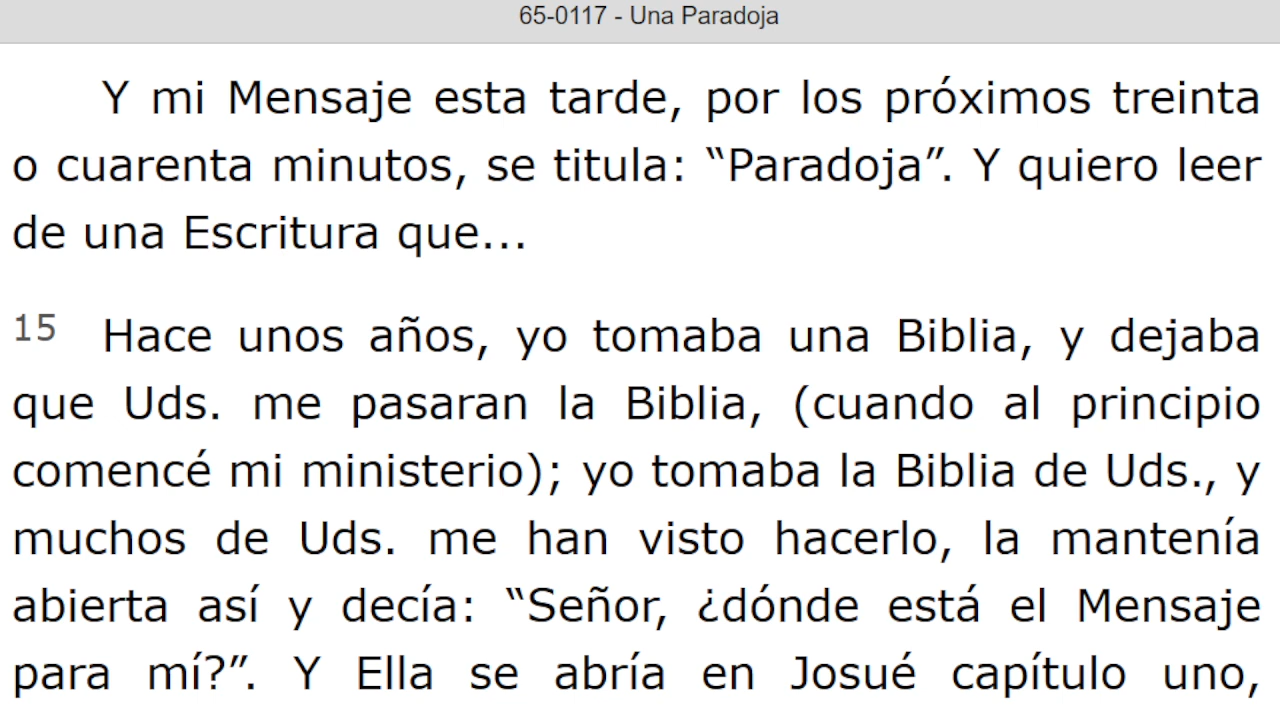 65-0117 - Una Paradoja
Y mi Mensaje esta tarde, por los próximos treinta
o cuarenta minutos, se titula: “Paradoja”. Y quiero leer
de una Escritura que...
15 Hace unos años, yo tomaba una Biblia, y dejaba
que Uds. me pasaran la Biblia, (cuando al principio
comencé mi ministerio); yo tomaba la Biblia de Uds., y
muchos de Uds. me han visto hacerlo, la mantenía
abierta así y decía: “Señor, ¿dónde está el Mensaje
para mí?”. Y Ella se abría en Josué capítulo uno,